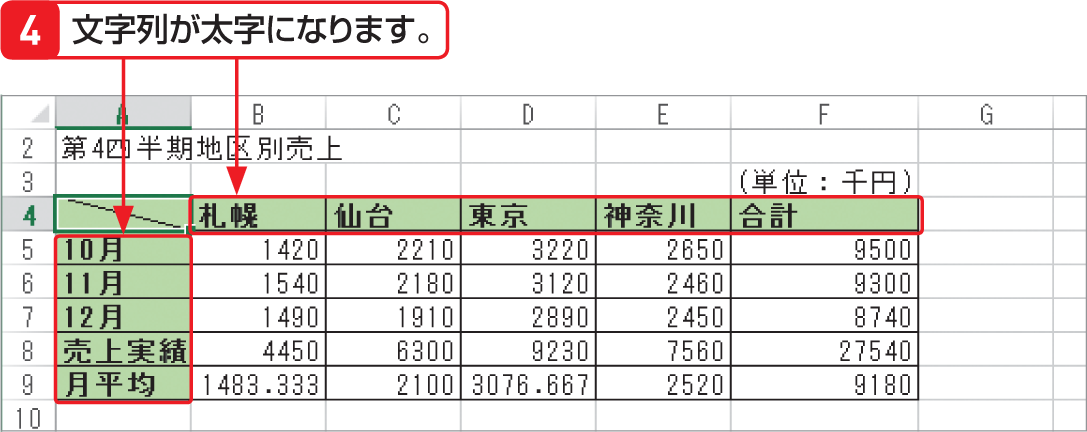 4 文字列が太字になります。
A B C D E F G
2 第4四半期地区別売上
3 (単位：千円)
4 札幌 仙台 東京 神奈川 合計
5 10月 1420 2210 3220 2650 9500
6 11月 1540 2180 3120 2460 9300
7 12月 1490 1910 2890 2450 8740
8 売上実績 4450 6300 9230 7560 27540
9 月平均 1483.333 2100 3076.667 2520 9180
10